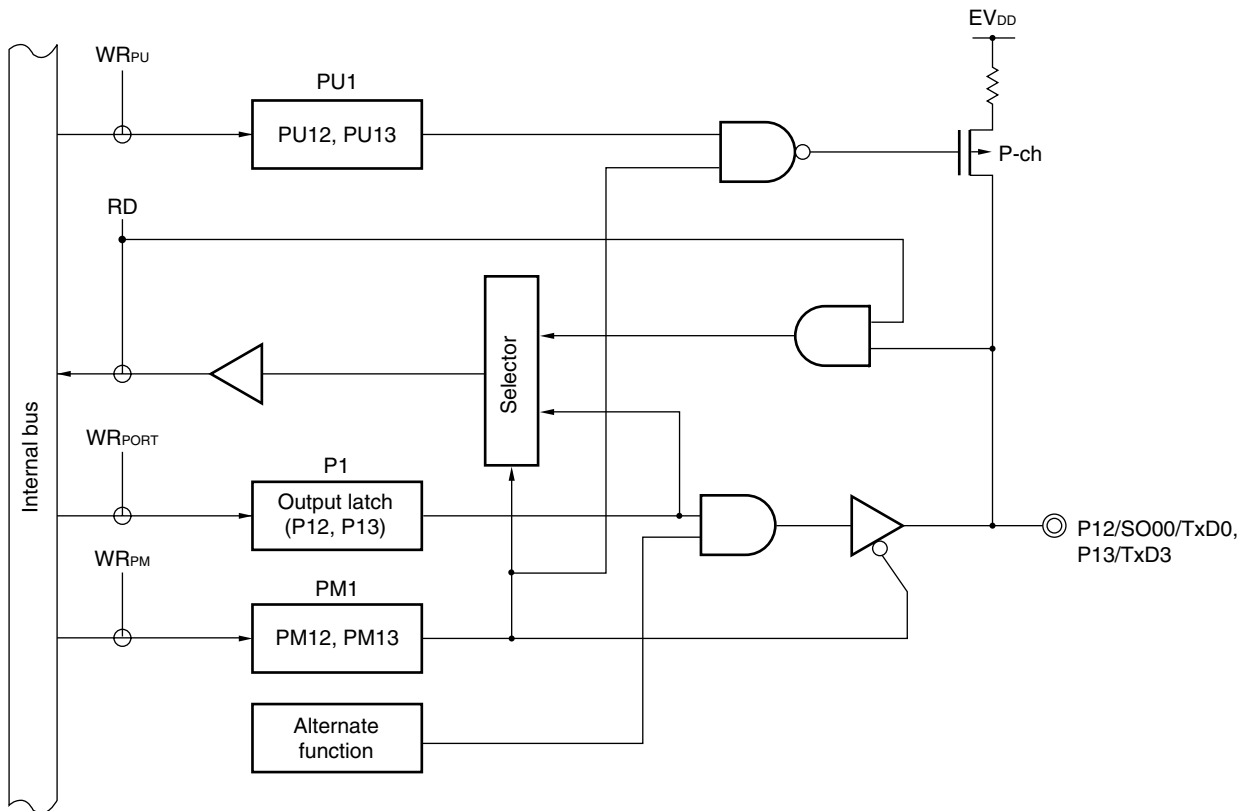 EVDD
WRPU
PU1
PU12, PU13
P-ch
RD
Selector
Internal bus
WRPORT
P1
Output latch
(P12, P13)
P12/SO00/TxD0,
P13/TxD3
WRPM
PM1
PM12, PM13
Alternate
function